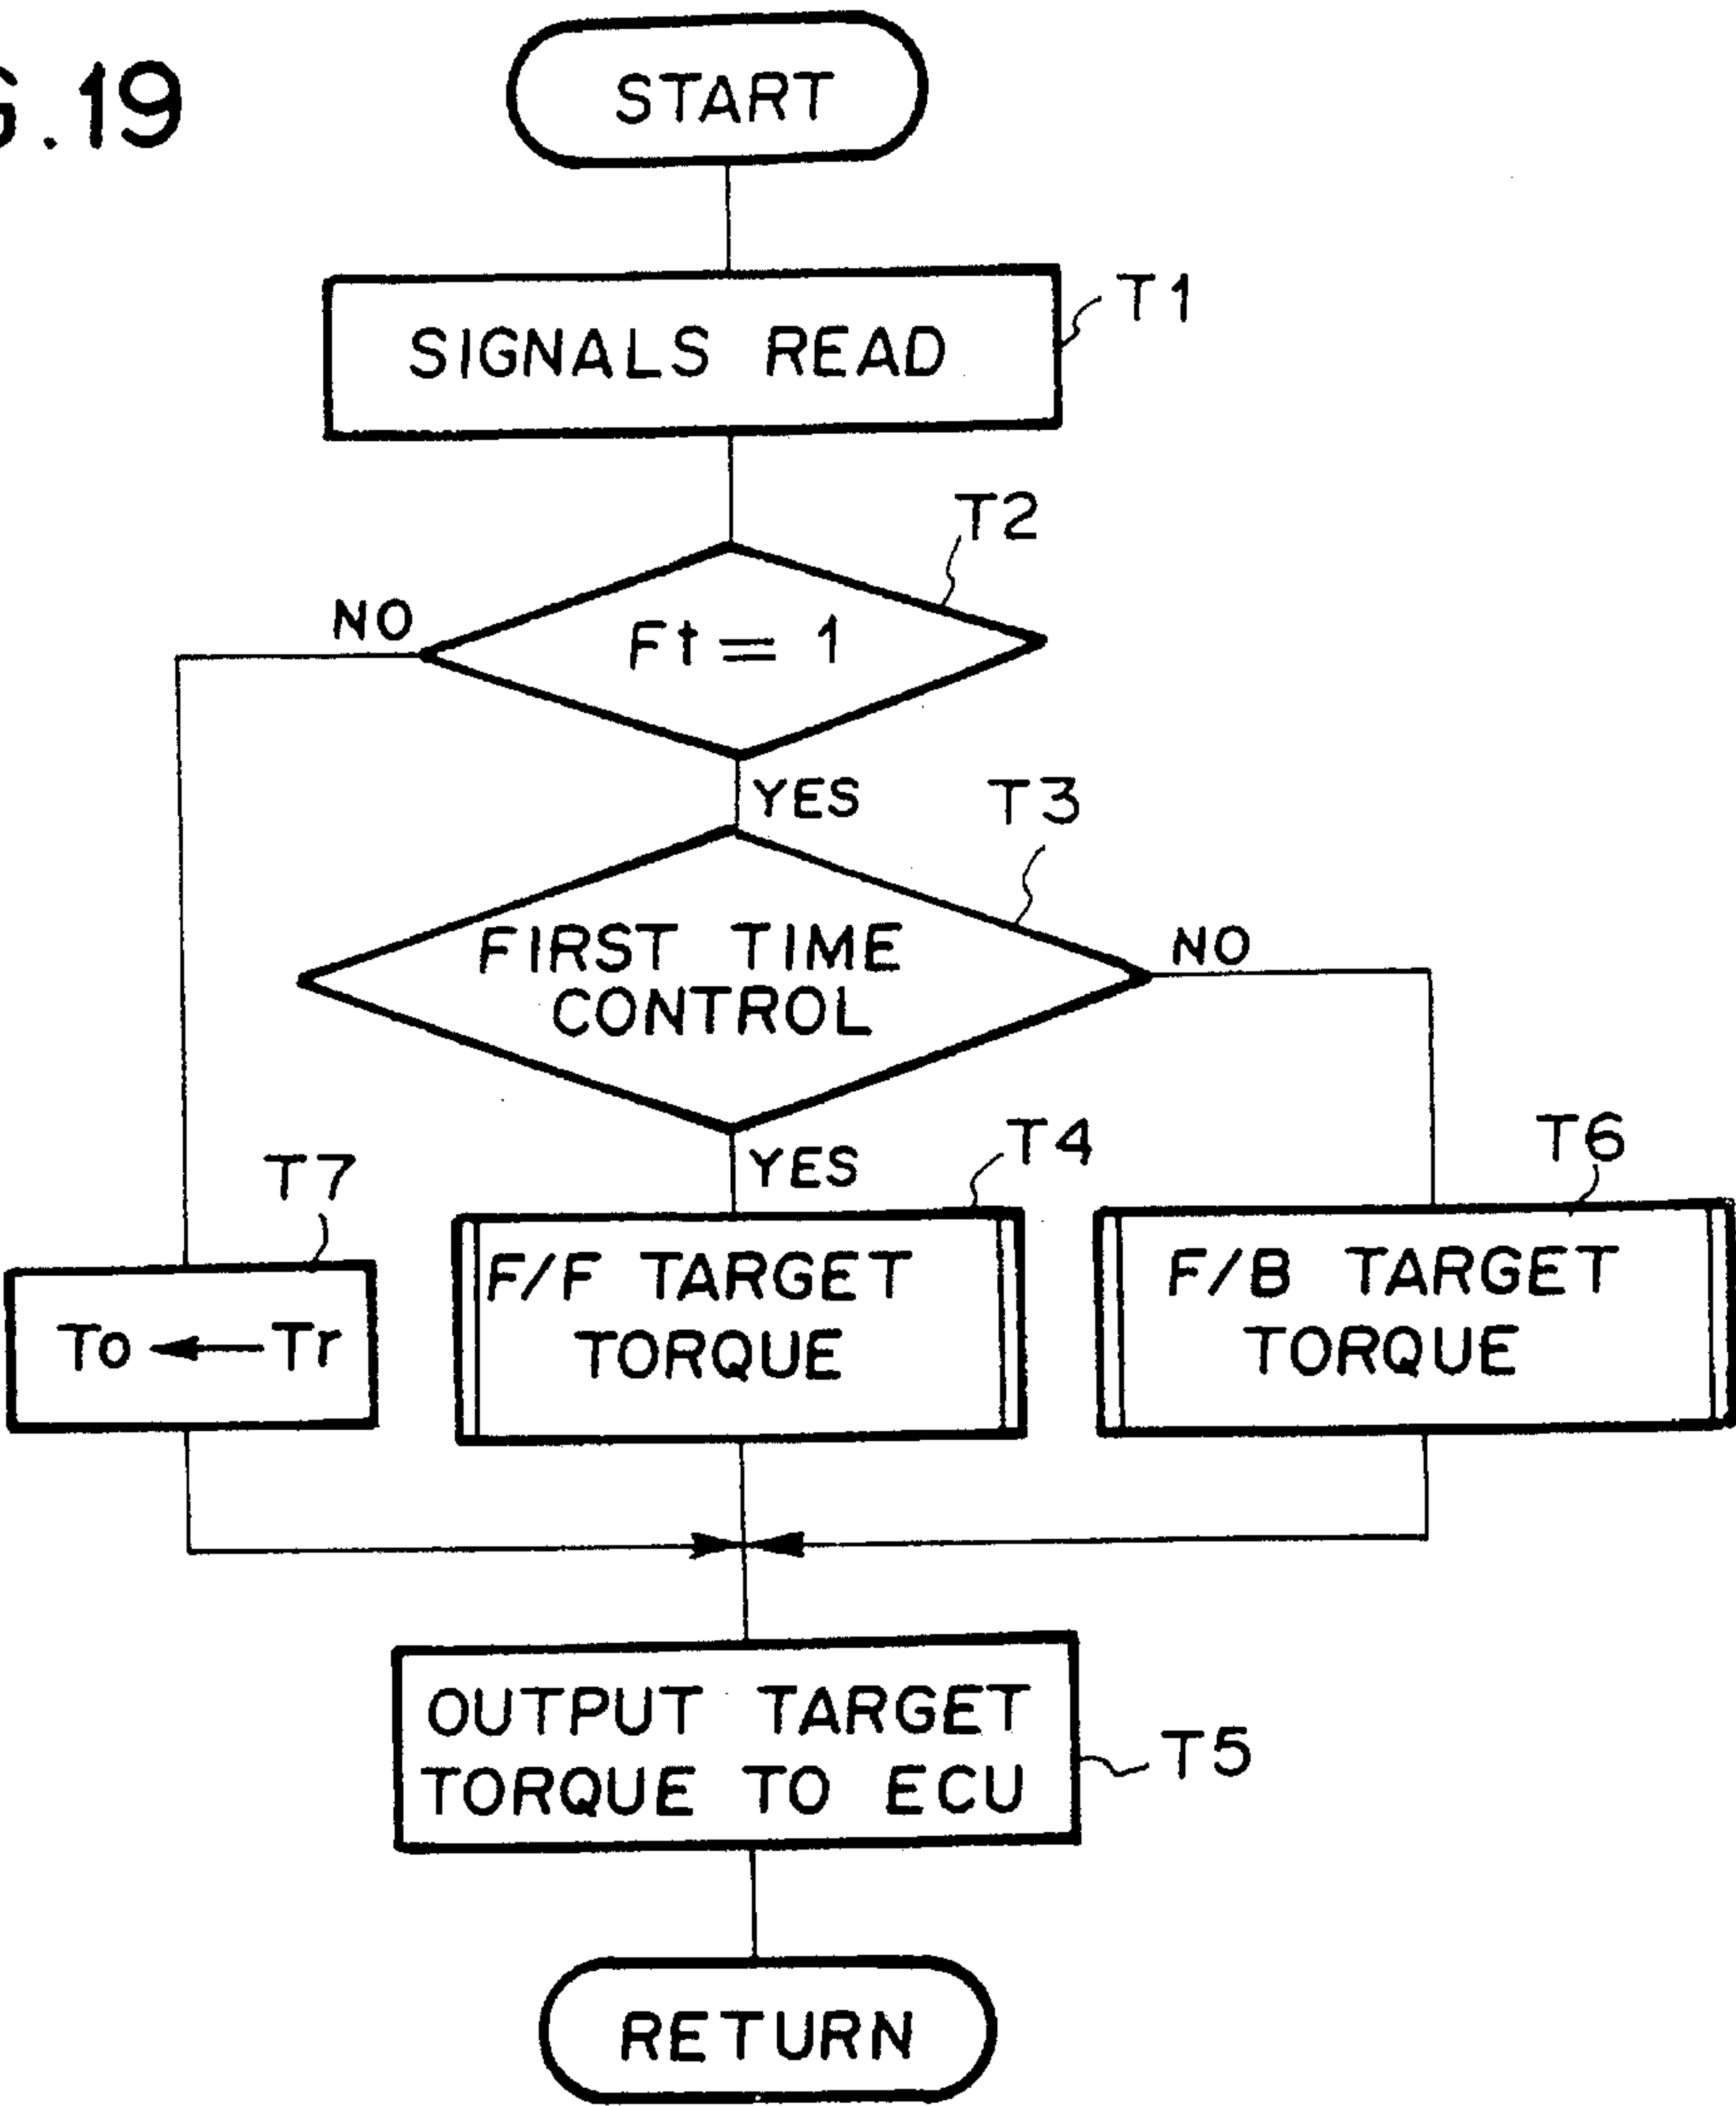 G.19
START
SIGNALS READ
T1
T2
NO
Ft = 1
YES
T3
FIRST TIME
CONTROL
NO
YES
T4
T6
T7
To ← Tr
F/F TARGET
TORQUE
F/B TARGET
TORQUE
OUTPUT TARGET
TORQUE TO ECU
T5
RETURN